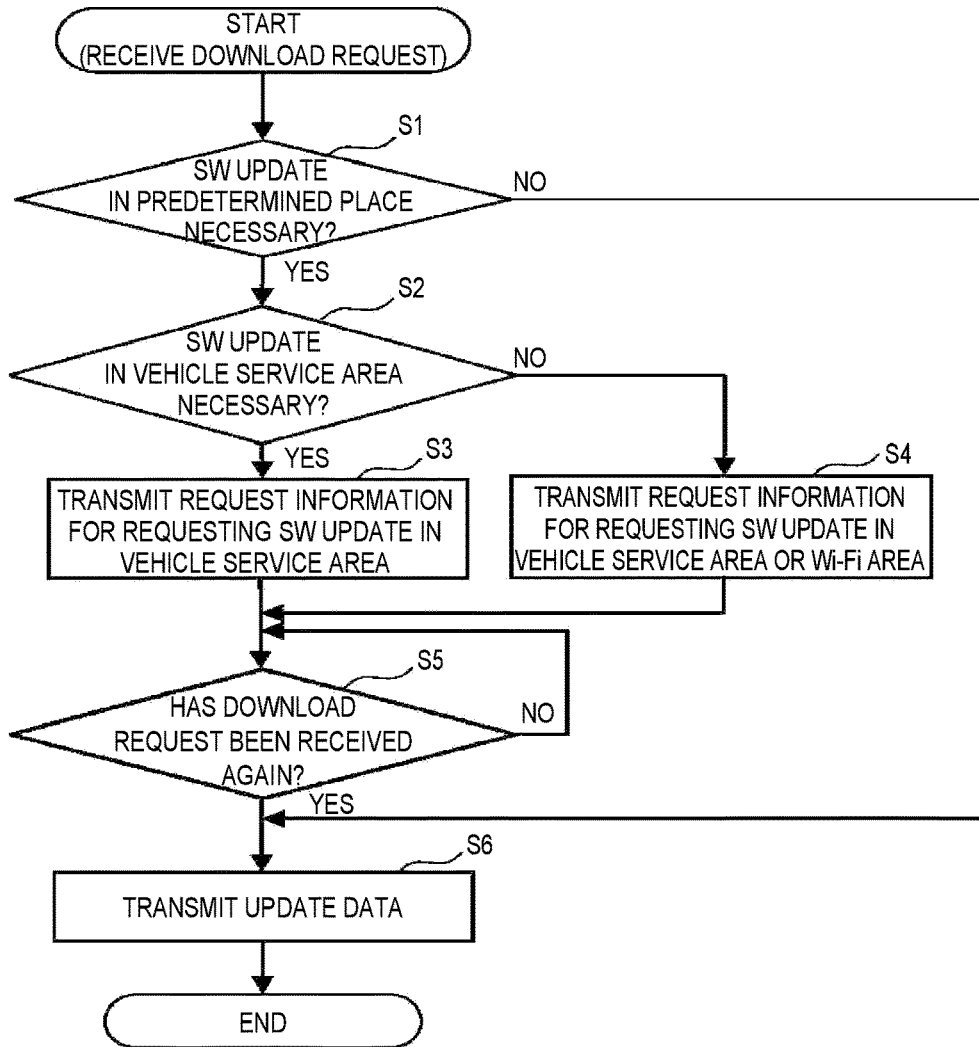 START
(RECEIVE DOWNLOAD REQUEST)
S1
SW UPDATE
IN PREDETERMINED PLACE
NECESSARY?
NO
YES
S2
SW UPDATE
IN VEHICLE SERVICE AREA
NECESSARY?
NO
YES
S3
TRANSMIT REQUEST INFORMATION
FOR REQUESTING SW UPDATE IN
VEHICLE SERVICE AREA
S4
TRANSMIT REQUEST INFORMATION
FOR REQUESTING SW UPDATE IN
VEHICLE SERVICE AREA OR Wi-Fi AREA
S5
HAS DOWNLOAD
REQUEST BEEN RECEIVED
AGAIN?
NO
YES
S6
TRANSMIT UPDATE DATA
END